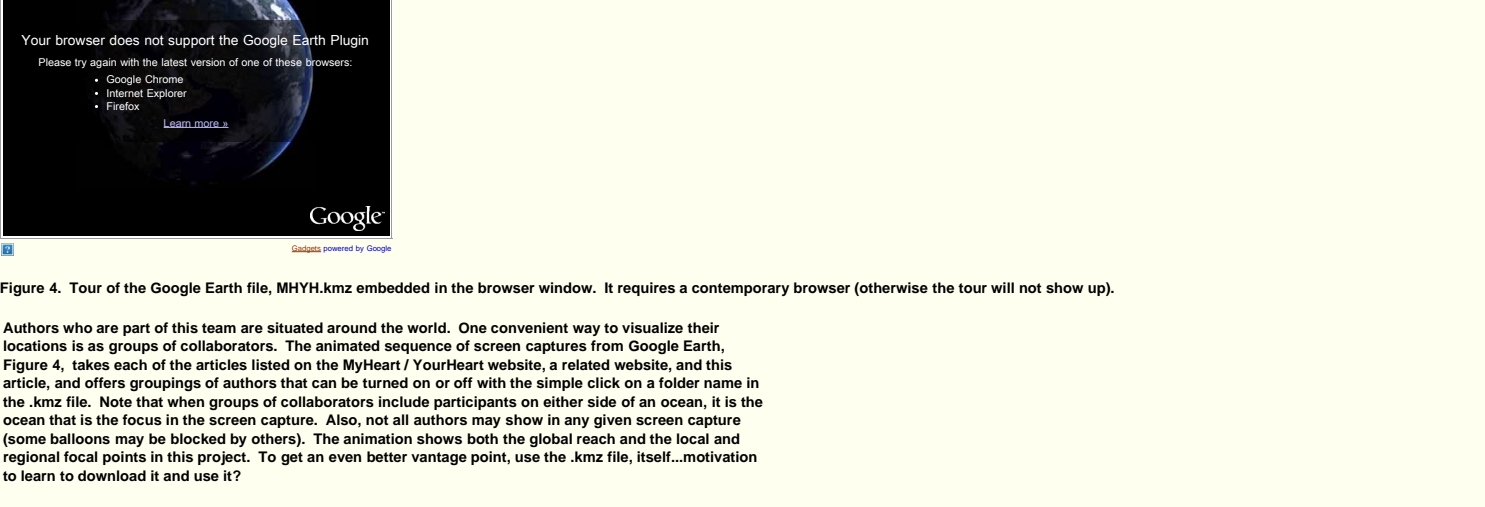 Your browser does not support the Google Earth Plugin
Please try again with the latest version of one of these browsers:
• Google Chrome
• Internet Explorer
• Firefox
Learn more »
Google™
?
Gadgets powered by Google
Figure 4.  Tour of the Google Earth file, MHYH.kmz embedded in the browser window.  It requires a contemporary browser (otherwise the tour will not show up).
Authors who are part of this team are situated around the world.  One convenient way to visualize their
locations is as groups of collaborators.  The animated sequence of screen captures from Google Earth,
Figure 4,  takes each of the articles listed on the MyHeart / YourHeart website, a related website, and this
article, and offers groupings of authors that can be turned on or off with the simple click on a folder name in
the .kmz file.  Note that when groups of collaborators include participants on either side of an ocean, it is the
ocean that is the focus in the screen capture.  Also, not all authors may show in any given screen capture
(some balloons may be blocked by others).  The animation shows both the global reach and the local and
regional focal points in this project.  To get an even better vantage point, use the .kmz file, itself...motivation
to learn to download it and use it?